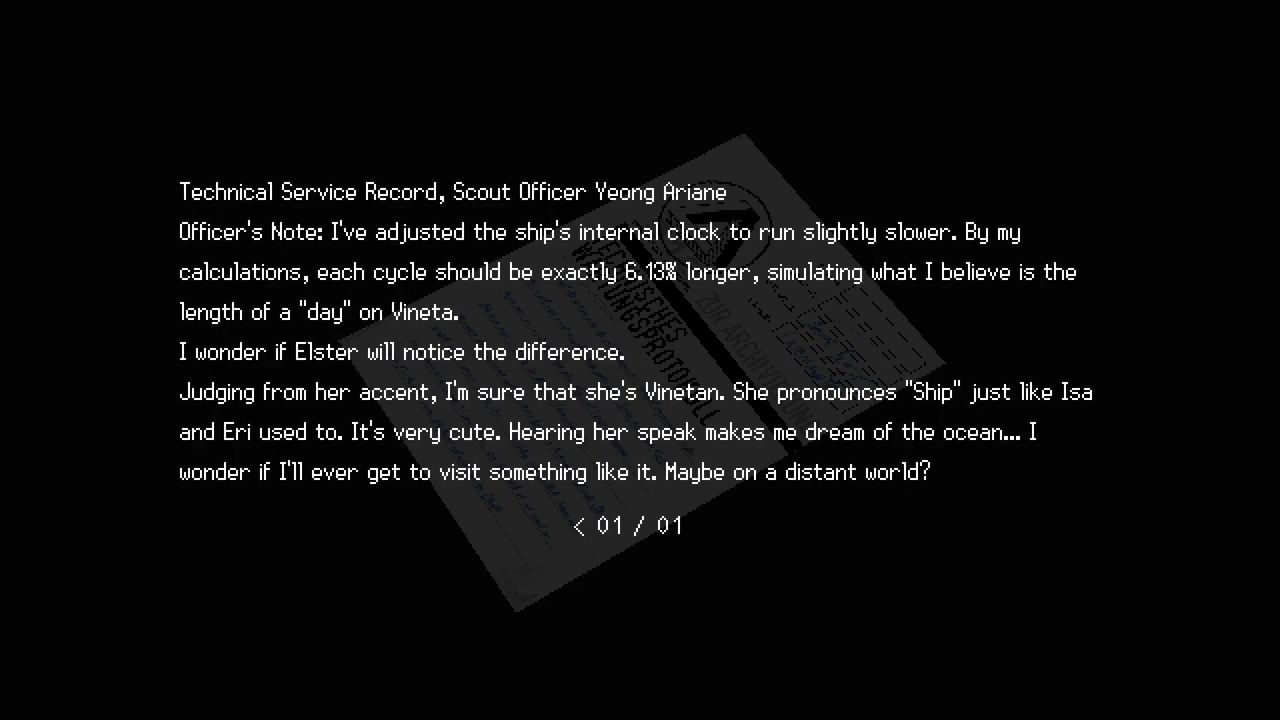 Technical Service Record, Scout Officer Yeong Ariane
Officer's Note: I've adjusted the ship's internal clock to run slightly slower. By my
calculations, each cycle should be exactly 6.13% longer, simulating what I believe is the
length of a "day" on Vineta.
I wonder if Elster will notice the difference.
Judging from her accent, I'm sure that she's Vinetan. She pronounces "Ship" just like Isa
and Eri used to. It's very cute. Hearing her speak makes me dream of the ocean... I
wonder if I'll ever get to visit something like it. Maybe on a distant world?
< 01 / 01
ZUR ARCHIVIERUNG